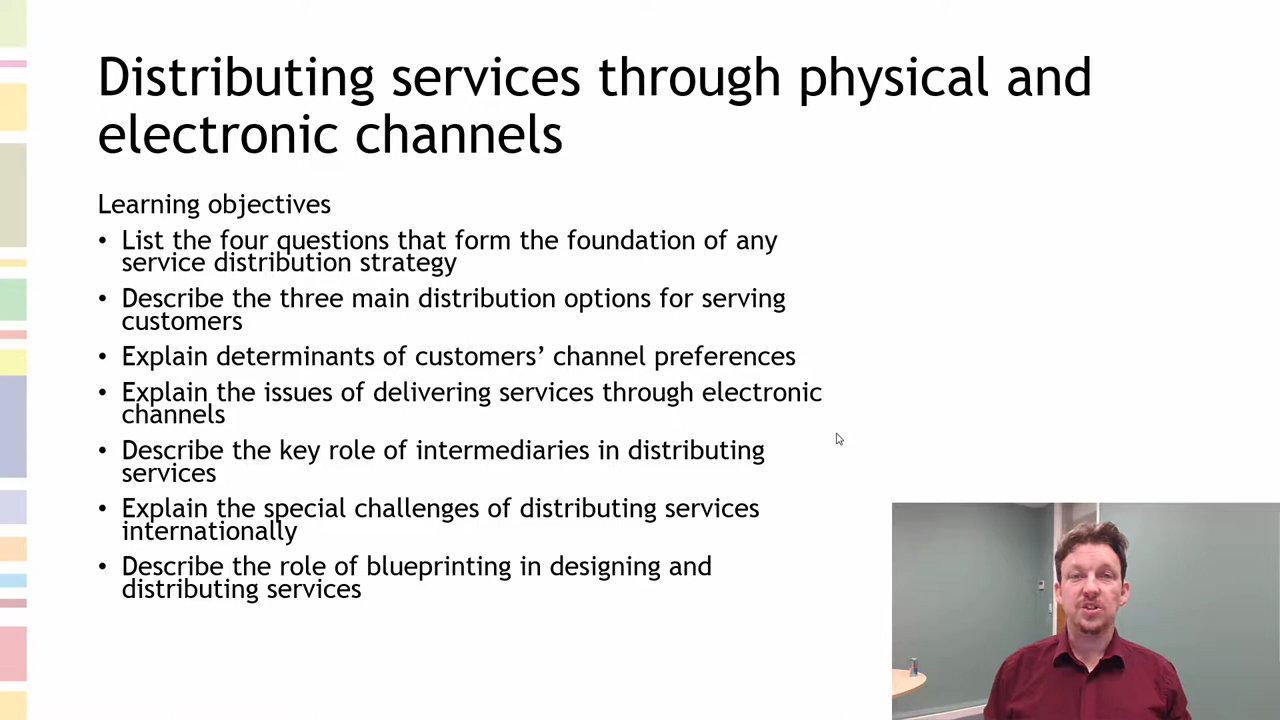 Distributing services through physical and
electronic channels
Learning objectives
• List the four questions that form the foundation of any
service distribution strategy
• Describe the three main distribution options for serving
customers
• Explain determinants of customers’ channel preferences
• Explain the issues of delivering services through electronic
channels
• Describe the key role of intermediaries in distributing
services
• Explain the special challenges of distributing services
internationally
• Describe the role of blueprinting in designing and
distributing services